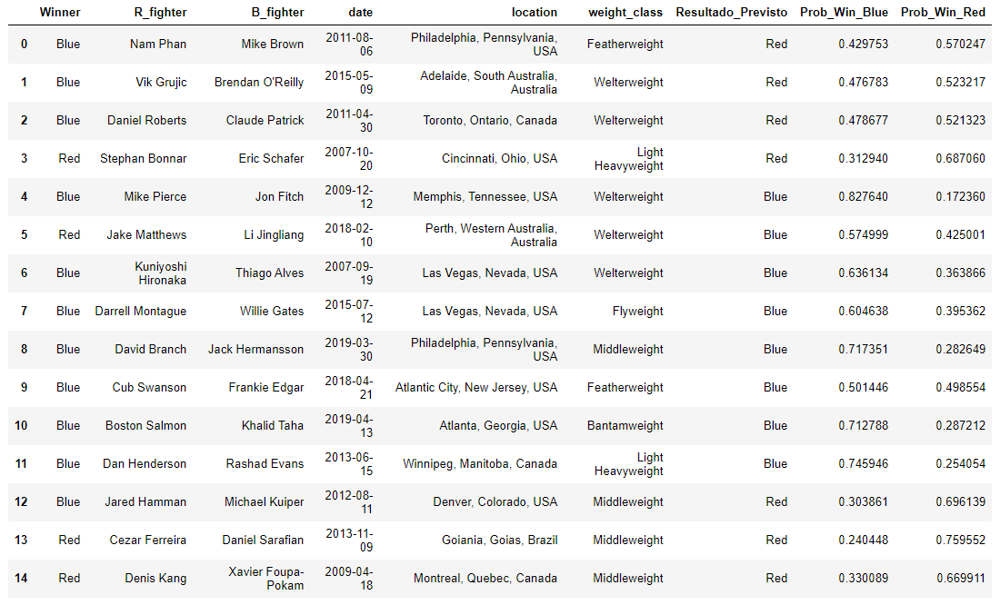 Winner R_fighter B_fighter date location weight_class Resultado_Previsto Prob_Win_Blue Prob_Win_Red
0 Blue Nam Phan Mike Brown 2011-08-06 Philadelphia, Pennsylvania, USA Featherweight Red 0.429753 0.570247
1 Blue Vik Grujic Brendan O'Reilly 2015-05-09 Adelaide, South Australia, Australia Welterweight Red 0.476783 0.523217
2 Blue Daniel Roberts Claude Patrick 2011-04-30 Toronto, Ontario, Canada Welterweight Red 0.478677 0.521323
3 Red Stephan Bonnar Eric Schafer 2007-10-20 Cincinnati, Ohio, USA Light Heavyweight Red 0.312940 0.687060
4 Blue Mike Pierce Jon Fitch 2009-12-12 Memphis, Tennessee, USA Welterweight Blue 0.827640 0.172360
5 Red Jake Matthews Li Jingliang 2018-02-10 Perth, Western Australia, Australia Welterweight Blue 0.574999 0.425001
6 Blue Kuniyoshi Hironaka Thiago Alves 2007-09-19 Las Vegas, Nevada, USA Welterweight Blue 0.636134 0.363866
7 Blue Darrell Montague Willie Gates 2015-07-12 Las Vegas, Nevada, USA Flyweight Blue 0.604638 0.395362
8 Blue David Branch Jack Hermansson 2019-03-30 Philadelphia, Pennsylvania, USA Middleweight Blue 0.717351 0.282649
9 Blue Cub Swanson Frankie Edgar 2018-04-21 Atlantic City, New Jersey, USA Featherweight Blue 0.501446 0.498554
10 Blue Boston Salmon Khalid Taha 2019-04-13 Atlanta, Georgia, USA Bantamweight Blue 0.712788 0.287212
11 Blue Dan Henderson Rashad Evans 2013-06-15 Winnipeg, Manitoba, Canada Light Heavyweight Blue 0.745946 0.254054
12 Blue Jared Hamman Michael Kuiper 2012-08-11 Denver, Colorado, USA Middleweight Red 0.303861 0.696139
13 Red Cezar Ferreira Daniel Sarafian 2013-11-09 Goiania, Goias, Brazil Middleweight Red 0.240448 0.759552
14 Red Denis Kang Xavier Foupa-Pokam 2009-04-18 Montreal, Quebec, Canada Middleweight Red 0.330089 0.669911